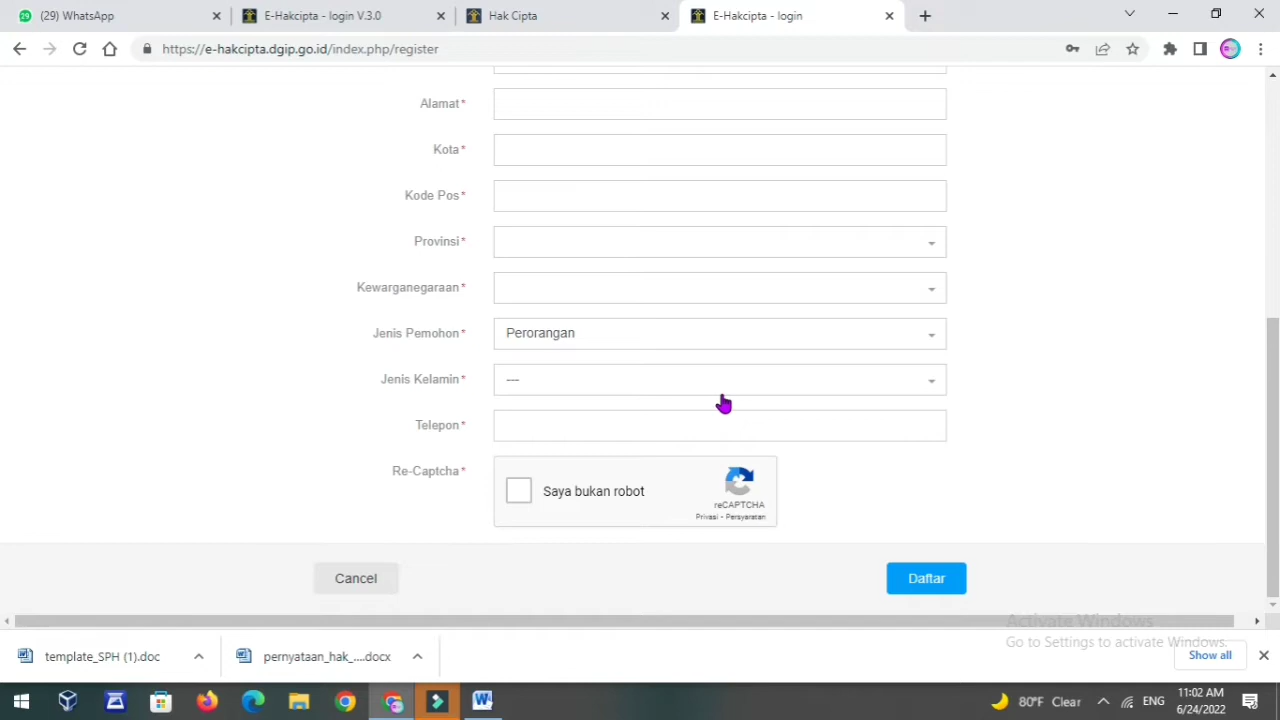 (29) WhatsApp
E-Hakcipta - login V.3.0
Hak Cipta
E-Hakcipta - login
https://e-hakcipta.dgip.go.id/index.php/register
Alamat*
Kota*
Kode Pos*
Provinsi*
Kewarganegaraan*
Jenis Pemohon* Perorangan
Jenis Kelamin* ---
Telepon*
Re-Captcha*
Saya bukan robot
reCAPTCHA
Privasi - Persyaratan
Cancel
Daftar
Activate Windows
Go to Settings to activate Windows.
template_SPH (1).doc
pernyataan_hak_....docx
Show all
80°F Clear
ENG
11:02 AM
6/24/2022